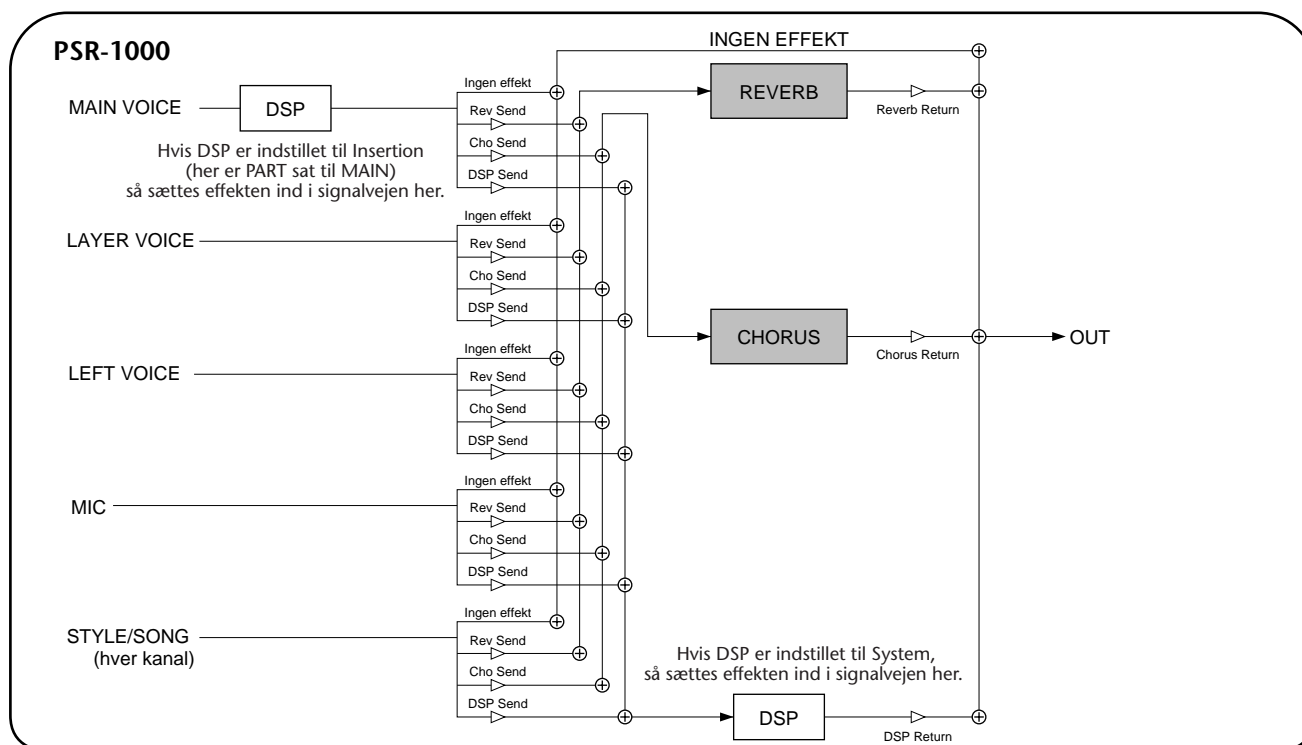 PSR-1000
INGEN EFFEKT
MAIN VOICE
DSP
Ingen effekt
Rev Send
Cho Send
DSP Send
REVERB
Reverb Return
Hvis DSP er indstillet til Insertion
(her er PART sat til MAIN)
så sættes effekten ind i signalvejen her.
LAYER VOICE
Ingen effekt
Rev Send
Cho Send
DSP Send
CHORUS
Chorus Return
OUT
LEFT VOICE
Ingen effekt
Rev Send
Cho Send
DSP Send
MIC
Ingen effekt
Rev Send
Cho Send
DSP Send
STYLE/SONG
(hver kanal)
Ingen effekt
Rev Send
Cho Send
DSP Send
Hvis DSP er indstillet til System,
så sættes effekten ind i signalvejen her.
DSP
DSP Return